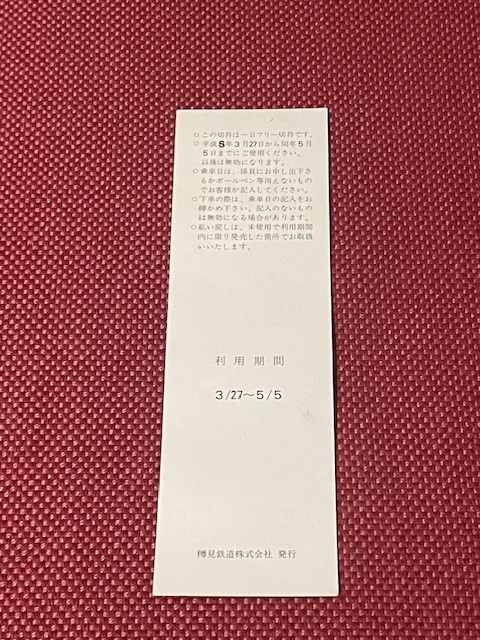 ○この切符は一日フリー切符です。
○平成8年3月27日から同年5月
5日までにご使用ください。
以後は無効になります。
○乗車日は、係員にお申し出下さ
るかボールペン等消えないもの
でお客様が記入してください。
○下車の際は、乗車日の記入をお
確かめ下さい。記入のないもの
は無効になる場合があります。
○払い戻しは、未使用で利用期間
内に限り発売した箇所でお取扱
いいたします。
利用期間
3/27〜5/5
樽見鉄道株式会社 発行